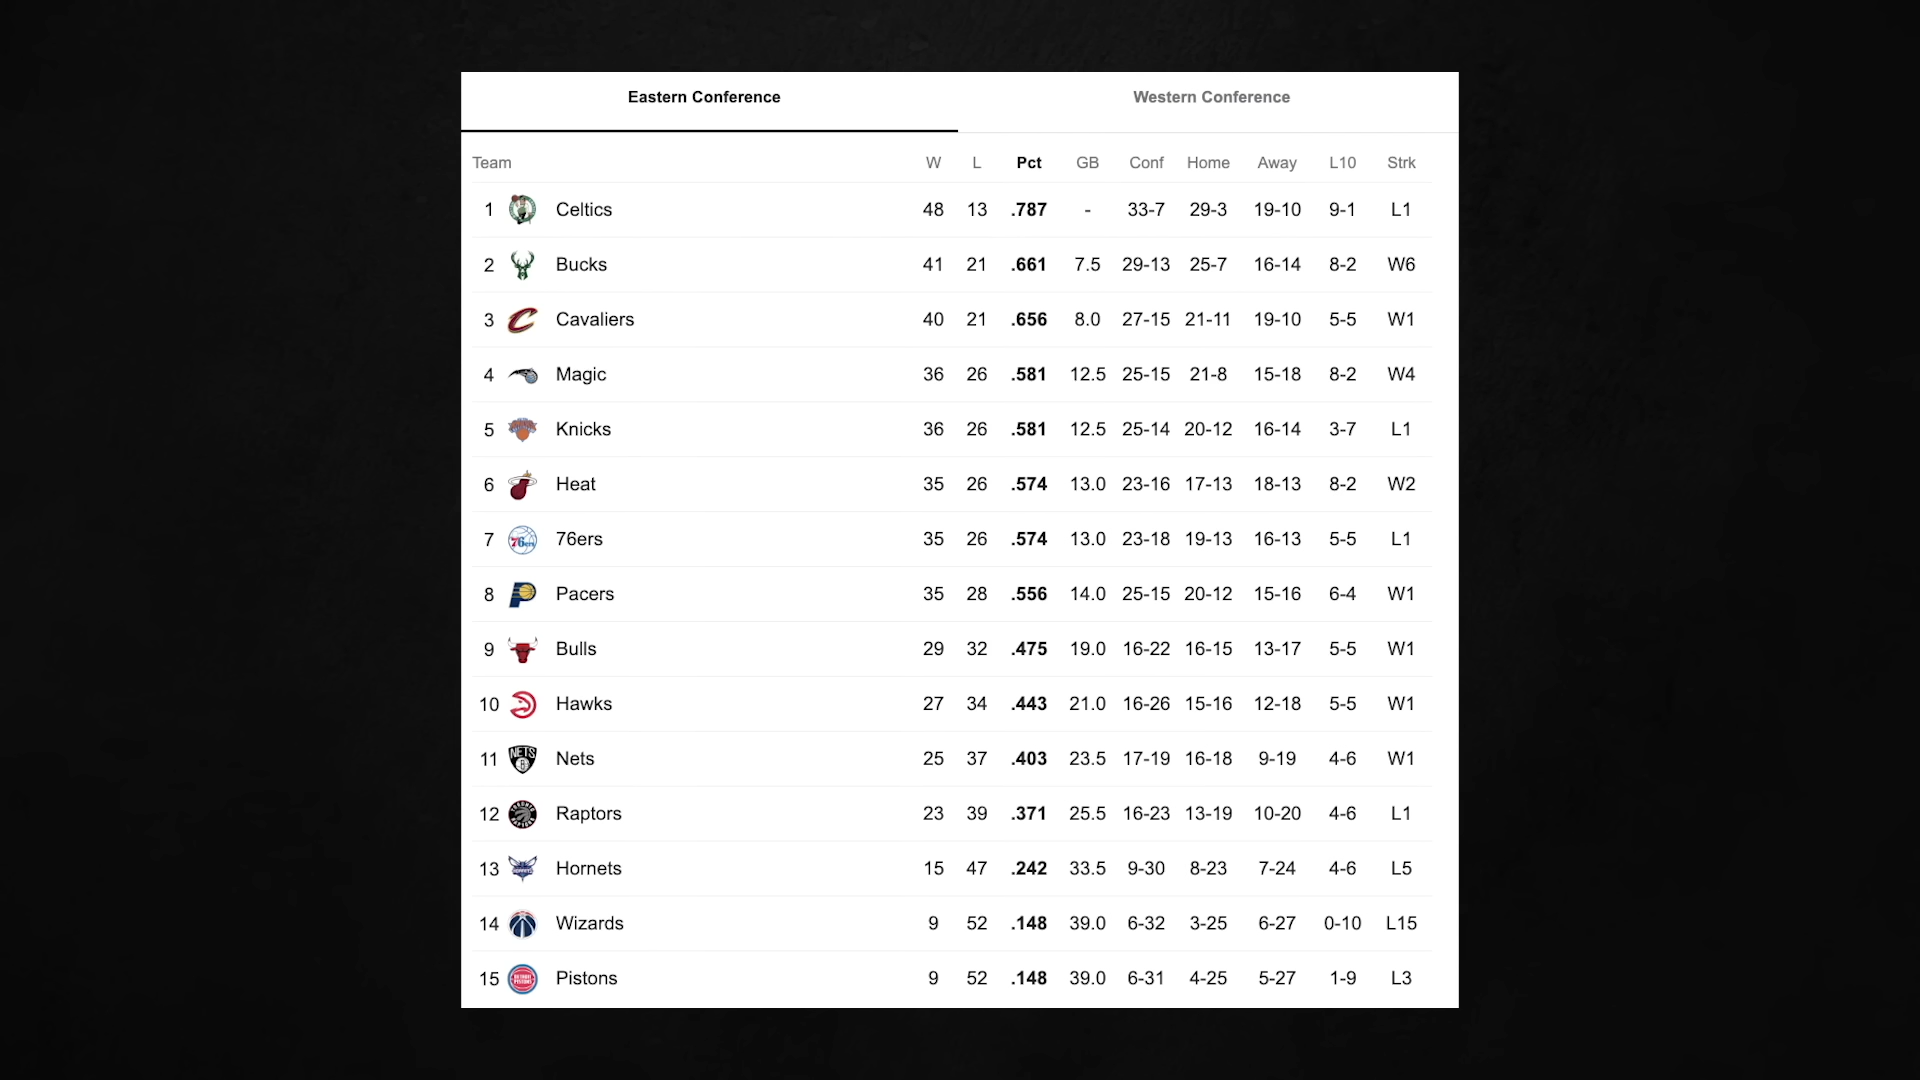 Eastern Conference Western Conference
Team W L Pct GB Conf Home Away L10 Strk
1 Celtics 48 13 .787 - 33-7 29-3 19-10 9-1 L1
2 Bucks 41 21 .661 7.5 29-13 25-7 16-14 8-2 W6
3 Cavaliers 40 21 .656 8.0 27-15 21-11 19-10 5-5 W1
4 Magic 36 26 .581 12.5 25-15 21-8 15-18 8-2 W4
5 Knicks 36 26 .581 12.5 25-14 20-12 16-14 3-7 L1
6 Heat 35 26 .574 13.0 23-16 17-13 18-13 8-2 W2
7 76ers 76ers 35 26 .574 13.0 23-18 19-13 16-13 5-5 L1
8 Pacers 35 28 .556 14.0 25-15 20-12 15-16 6-4 W1
9 Bulls 29 32 .475 19.0 16-22 16-15 13-17 5-5 W1
10 Hawks 27 34 .443 21.0 16-26 15-16 12-18 5-5 W1
11 NETS B Nets 25 37 .403 23.5 17-19 16-18 9-19 4-6 W1
12 Raptors 23 39 .371 25.5 16-23 13-19 10-20 4-6 L1
13 Hornets 15 47 .242 33.5 9-30 8-23 7-24 4-6 L5
14 Wizards 9 52 .148 39.0 6-32 3-25 6-27 0-10 L15
15 DETROIT PISTONS Pistons 9 52 .148 39.0 6-31 4-25 5-27 1-9 L3